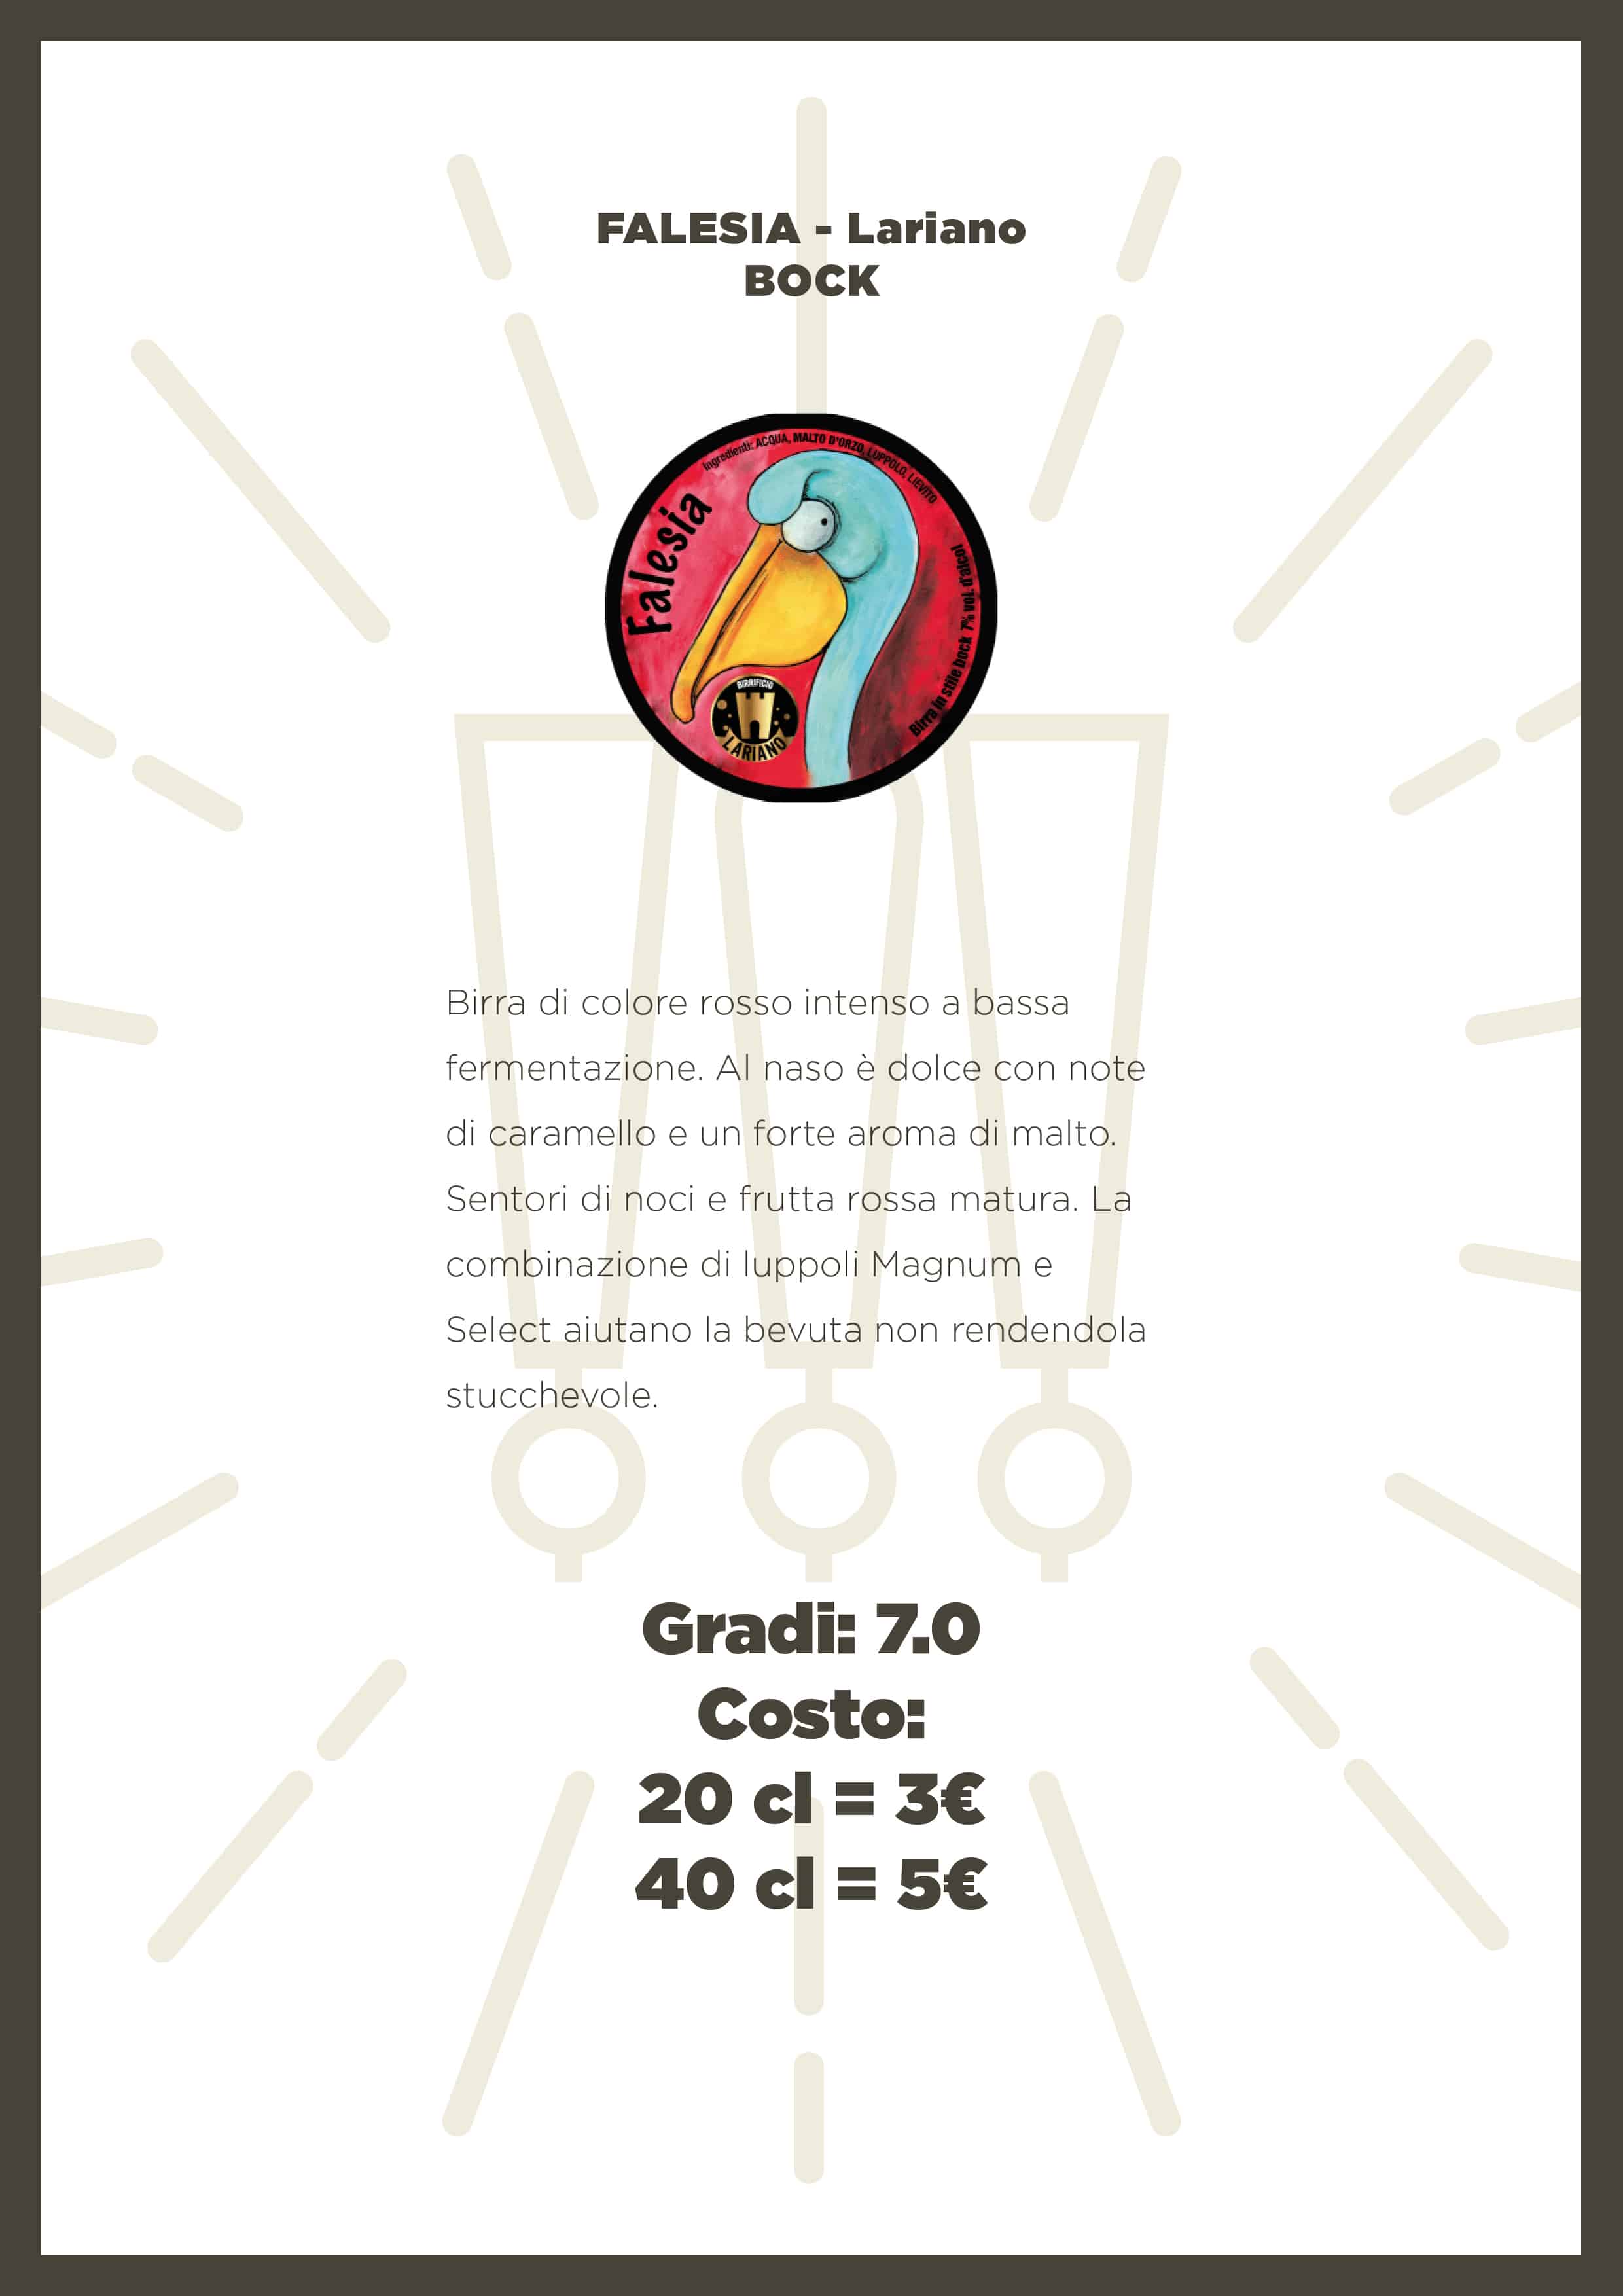 FALESIA - Lariano
BOCK
Ingredienti: ACQUA, MALTO D'ORZO, LUPPOLO, LIEVITO
Falesia
Birra in stile bock 7% vol. d'alcol
BIRRIFICIO
LARIANO
Birra di colore rosso intenso a bassa
fermentazione. Al naso è dolce con note
di caramello e un forte aroma di malto.
Sentori di noci e frutta rossa matura. La
combinazione di luppoli Magnum e
Select aiutano la bevuta non rendendola
stucchevole.
Gradi: 7.0
Costo:
20 cl = 3€
40 cl = 5€